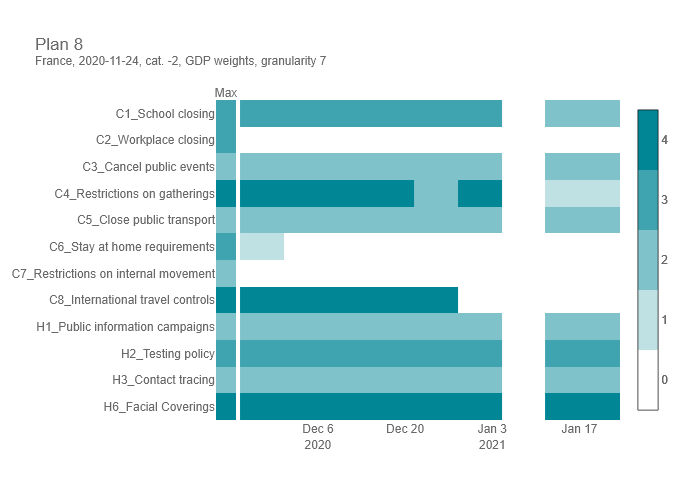 Plan 8
France, 2020-11-24, cat. -2, GDP weights, granularity 7
Max
C1_School closing
C2_Workplace closing
C3_Cancel public events
C4_Restrictions on gatherings
C5_Close public transport
C6_Stay at home requirements
C7_Restrictions on internal movement
C8_International travel controls
H1_Public information campaigns
H2_Testing policy
H3_Contact tracing
H6_Facial Coverings
Dec 6
2020
Dec 20
Jan 3
2021
Jan 17
4
3
2
1
0